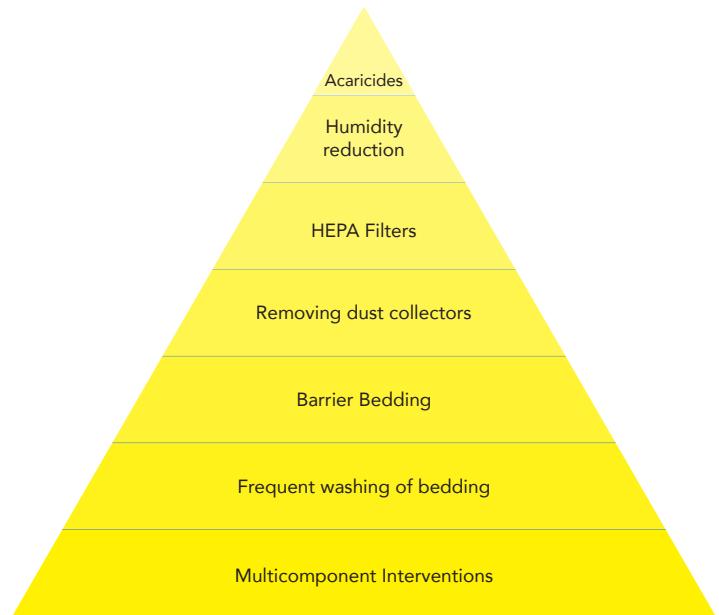 Acaricides
Humidity
reduction
HEPA Filters
Removing dust collectors
Barrier Bedding
Frequent washing of bedding
Multicomponent Interventions